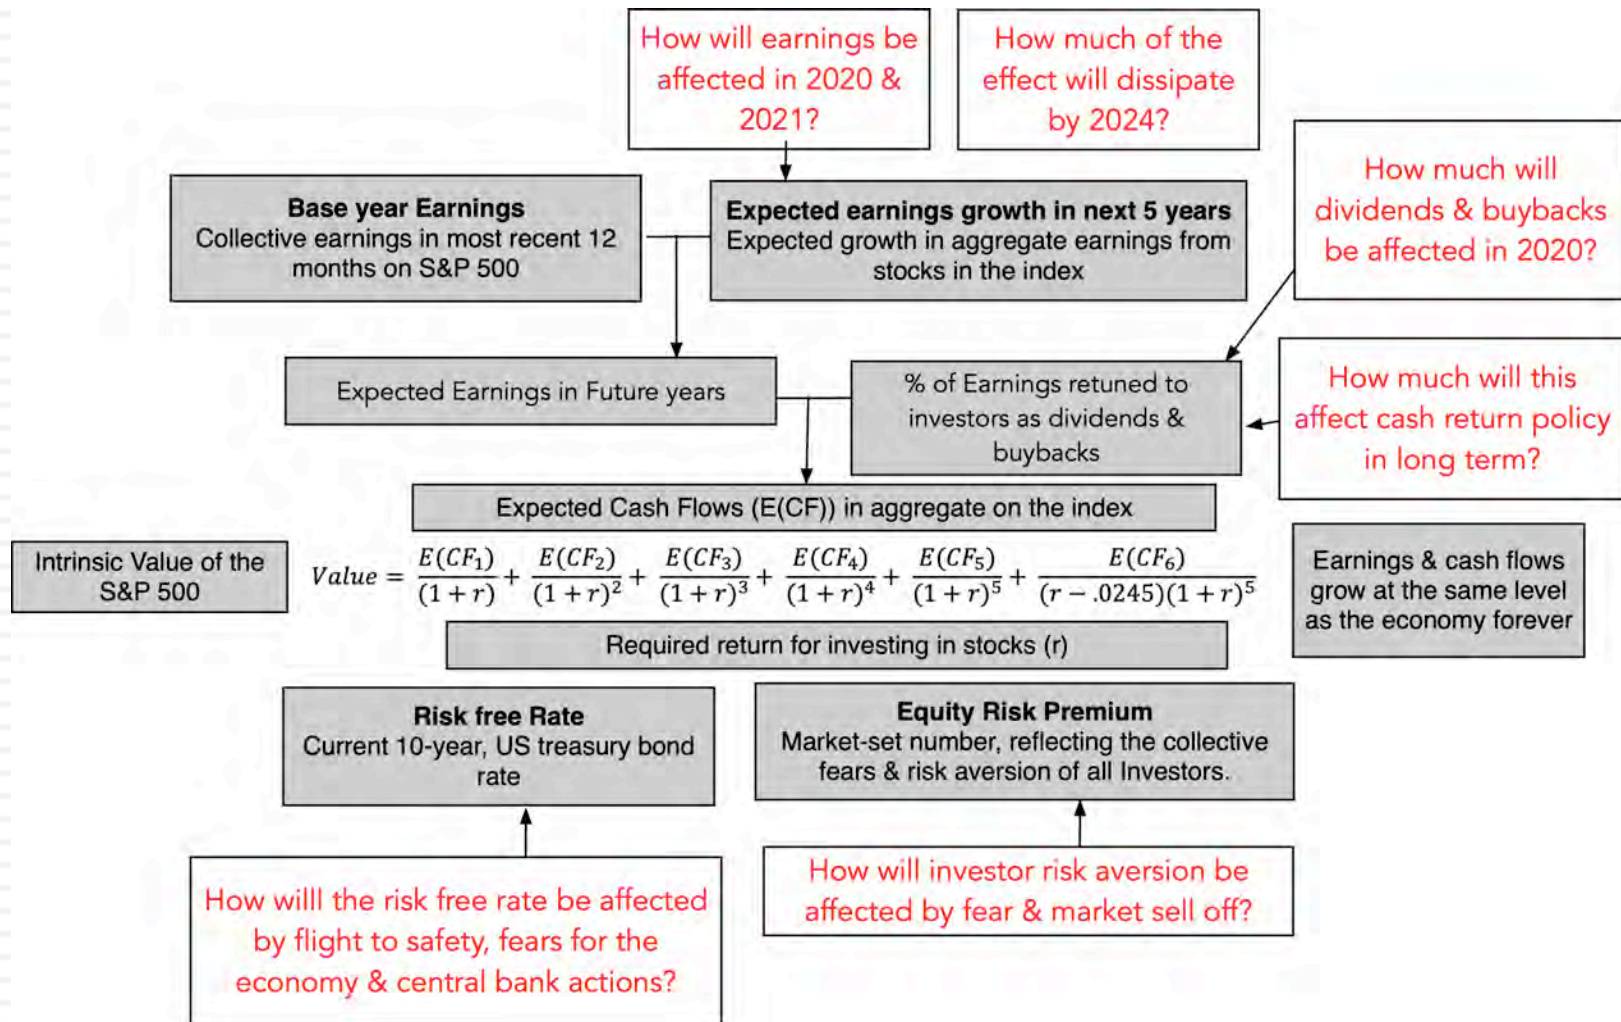 How will earnings be
affected in 2020 &
2021?
How much of the
effect will dissipate
by 2024?
How much will
dividends & buybacks
be affected in 2020?
Base year Earnings
Collective earnings in most recent 12
months on S&P 500
Expected earnings growth in next 5 years
Expected growth in aggregate earnings from
stocks in the index
Expected Earnings in Future years
% of Earnings retuned to
investors as dividends &
buybacks
How much will this
affect cash return policy
in long term?
Expected Cash Flows (E(CF)) in aggregate on the index
Intrinsic Value of the
S&P 500
Value = E(CF₁)/(1 + r) + E(CF₂)/(1 + r)² + E(CF₃)/(1 + r)³ + E(CF₄)/(1 + r)⁴ + E(CF₅)/(1 + r)⁵ + E(CF₆)/(r − .0245)(1 + r)⁵
Earnings & cash flows
grow at the same level
as the economy forever
Required return for investing in stocks (r)
Risk free Rate
Current 10-year, US treasury bond
rate
Equity Risk Premium
Market-set number, reflecting the collective
fears & risk aversion of all Investors.
How willl the risk free rate be affected
by flight to safety, fears for the
economy & central bank actions?
How will investor risk aversion be
affected by fear & market sell off?